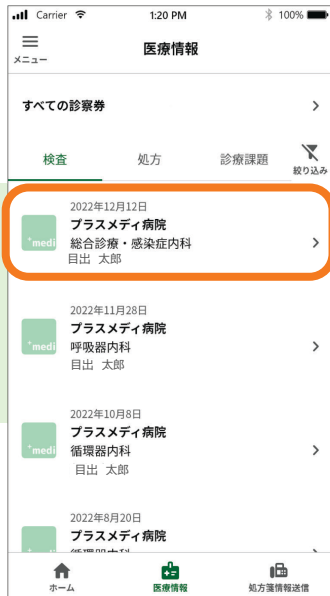 Carrier 1:20 PM 100%
メニュー
医療情報
すべての診察券
検査 処方 診療課題 絞り込み
2022年12月12日
プラスメディ病院
+medi 総合診療・感染症内科
目出 太郎
2022年11月28日
プラスメディ病院
+medi 呼吸器内科
目出 太郎
2022年10月8日
プラスメディ病院
+medi 循環器内科
目出 太郎
2022年8月20日
プラスメディ病院
ホーム 医療情報 処方箋情報送信